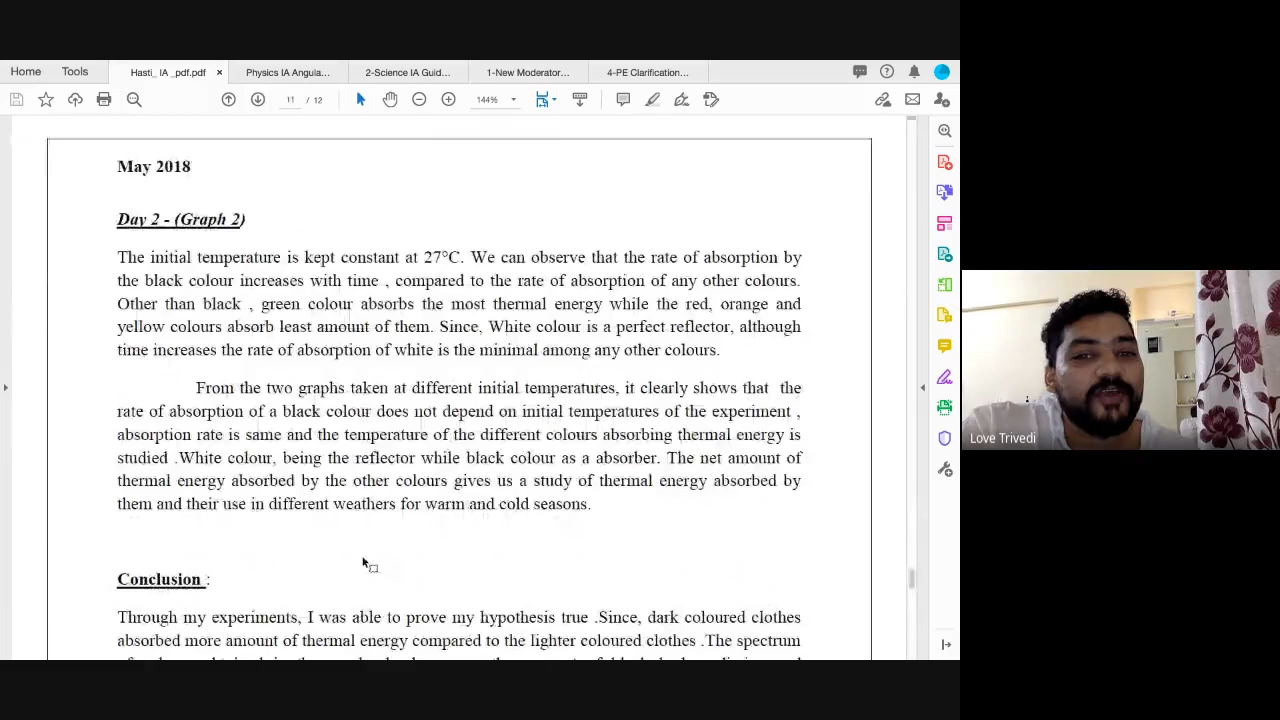 Home
Tools
Hasti_ IA _pdf.pdf ×
Physics IA Angula...
2-Science IA Guid...
1-New Moderator...
4-PE Clarification...
11 / 12
144%
May 2018
Day 2 - (Graph 2)
The initial temperature is kept constant at 27°C. We can observe that the rate of absorption by
the black colour increases with time , compared to the rate of absorption of any other colours.
Other than black , green colour absorbs the most thermal energy while the red, orange and
yellow colours absorb least amount of them. Since, White colour is a perfect reflector, although
time increases the rate of absorption of white is the minimal among any other colours.
From the two graphs taken at different initial temperatures, it clearly shows that the
rate of absorption of a black colour does not depend on initial temperatures of the experiment ,
absorption rate is same and the temperature of the different colours absorbing thermal energy is
studied .White colour, being the reflector while black colour as a absorber. The net amount of
thermal energy absorbed by the other colours gives us a study of thermal energy absorbed by
them and their use in different weathers for warm and cold seasons.
Conclusion :
Through my experiments, I was able to prove my hypothesis true .Since, dark coloured clothes
absorbed more amount of thermal energy compared to the lighter coloured clothes .The spectrum
Love Trivedi